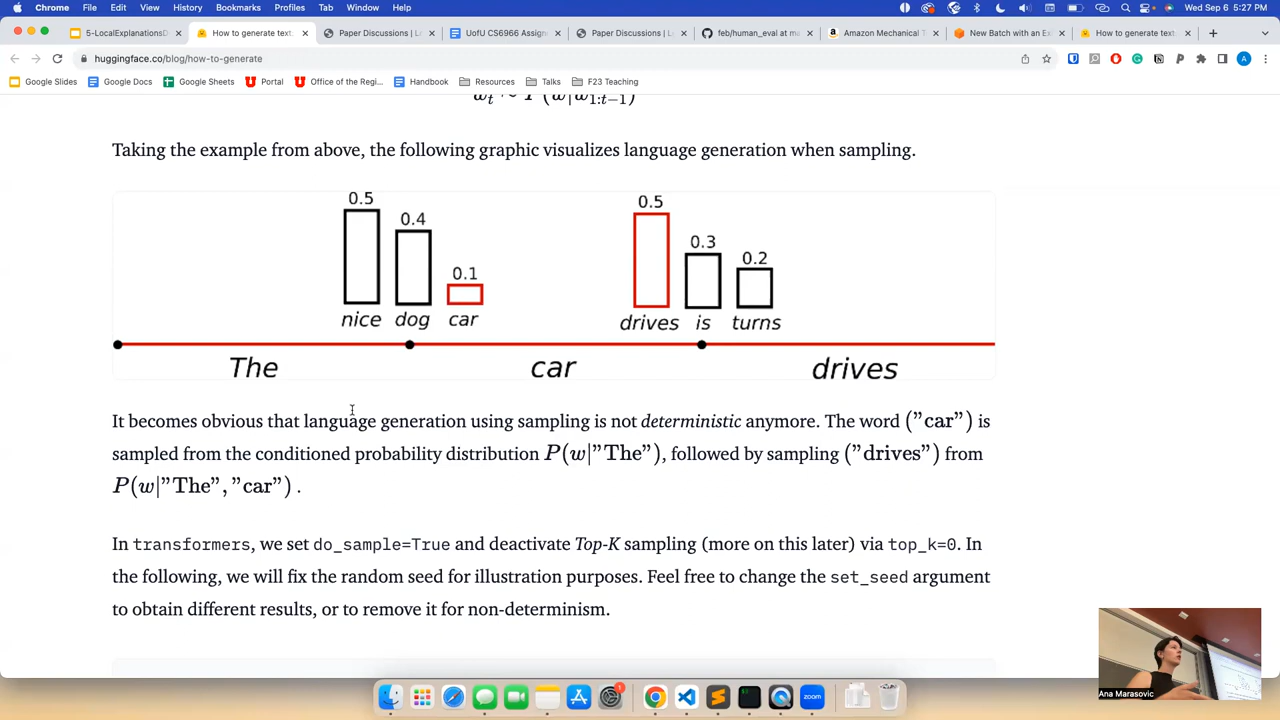 Chrome File Edit View History Bookmarks Profiles Tab Window Help Wed Sep 6 5:27 PM
5-LocalExplanationsD How to generate text Paper Discussions | L UofU CS6966 Assign Paper Discussions | L feb/human_eval at ma Amazon Mechanical T New Batch with an Ex How to generate text
huggingface.co/blog/how-to-generate
Google Slides Google Docs Google Sheets Portal Office of the Regi... Handbook Resources Talks F23 Teaching
w_t ~ P(w|w_{1:t−1})
Taking the example from above, the following graphic visualizes language generation when sampling.
0.5 0.4 0.1 0.5 0.3 0.2
nice dog car drives is turns
The car drives
It becomes obvious that language generation using sampling is not deterministic anymore. The word ("car") is
sampled from the conditioned probability distribution P(w|"The"), followed by sampling ("drives") from
P(w|"The", "car") .
In transformers, we set do_sample=True and deactivate Top-K sampling (more on this later) via top_k=0. In
the following, we will fix the random seed for illustration purposes. Feel free to change the set_seed argument
to obtain different results, or to remove it for non-determinism.
zoom
Ana Marasovic